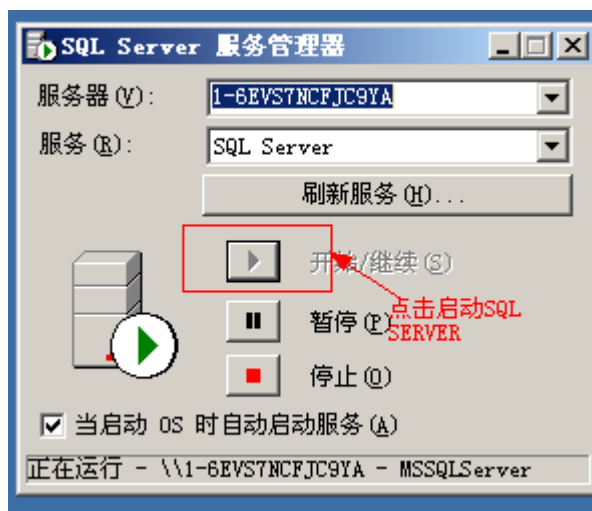 SQL Server 服务管理器
服务器(V):
1-6EVS7NCFJC9YA
服务(R):
SQL Server
刷新服务(H)...
开始/继续(S)
点击启动SQL
SERVER
暂停(P)
停止(O)
当启动 OS 时自动启动服务(A)
正在运行 - \\1-6EVS7NCFJC9YA - MSSQLServer